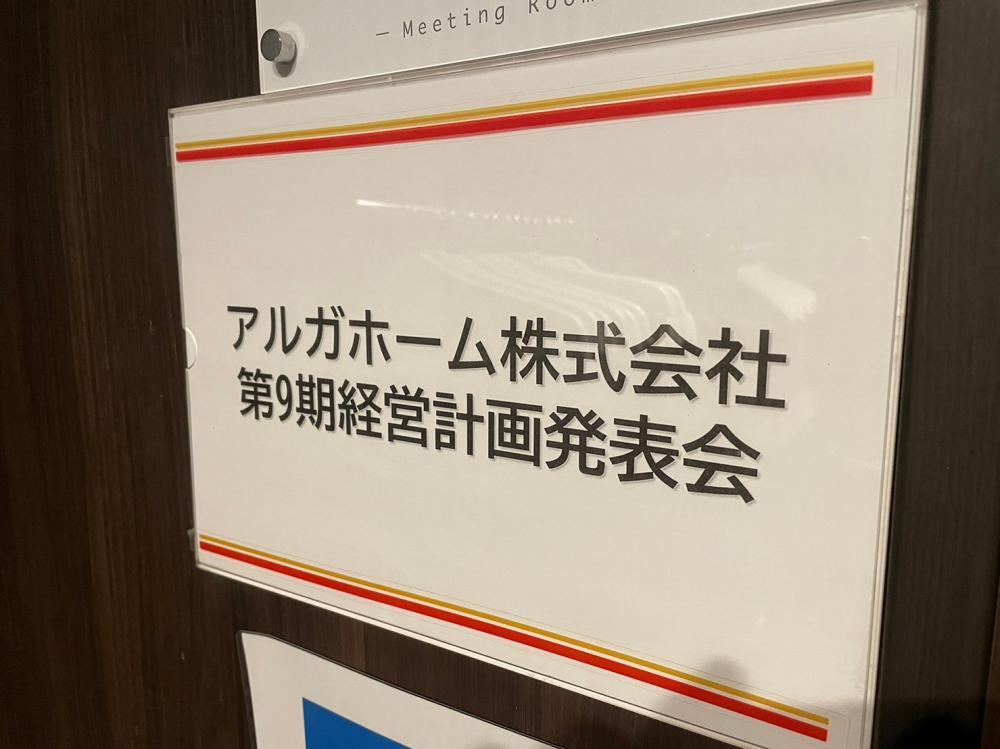 — Meeting Room
アルガホーム株式会社
第9期経営計画発表会